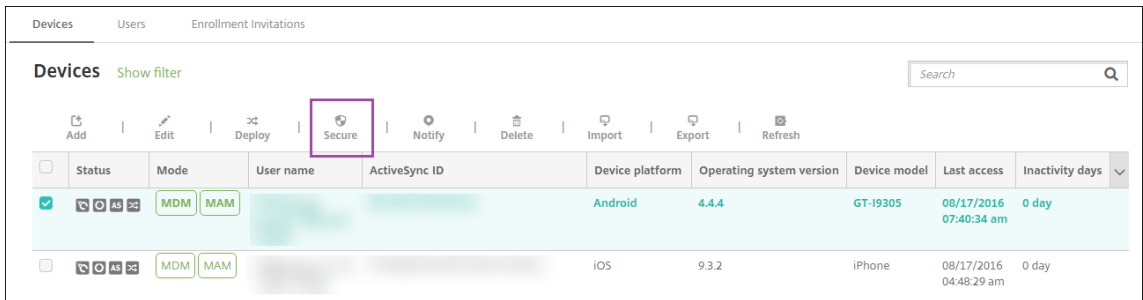 Devices Users Enrollment Invitations
Devices Show filter Search
Add | Edit | Deploy | Secure | Notify | Delete | Import | Export | Refresh
Status Mode User name ActiveSync ID Device platform Operating system version Device model Last access Inactivity days
AS MDM MAM Android 4.4.4 GT-I9305 08/17/2016 0 day
07:40:34 am
AS MDM MAM iOS 9.3.2 iPhone 08/17/2016 0 day
04:48:29 am